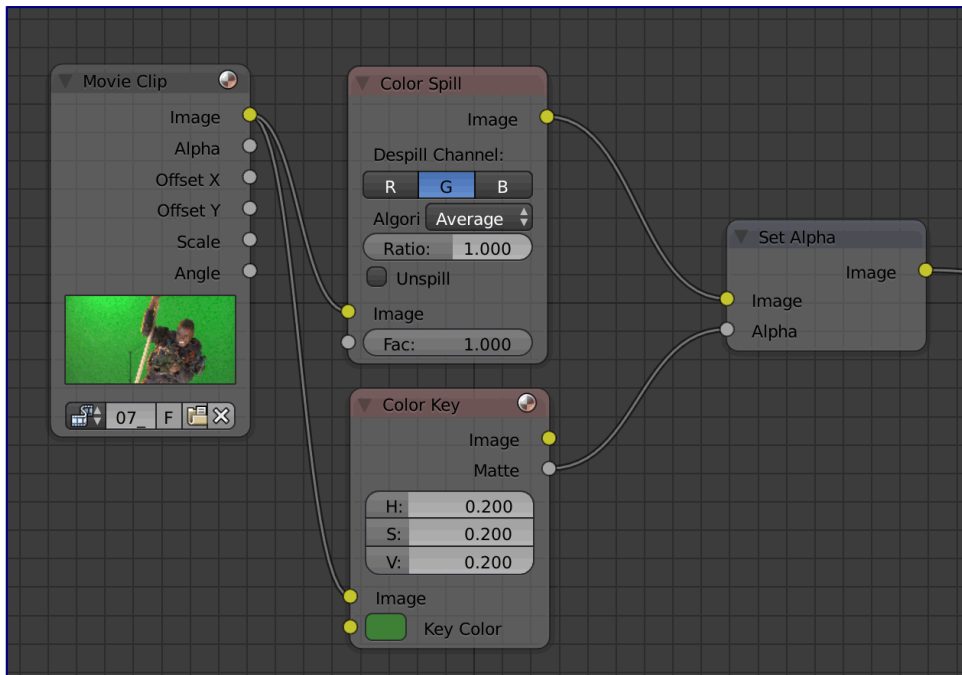 Movie Clip
Image
Alpha
Offset X
Offset Y
Scale
Angle
07_ F
Color Spill
Image
Despill Channel:
R G B
Algori Average
Ratio: 1.000
Unspill
Image
Fac: 1.000
Color Key
Image
Matte
H: 0.200
S: 0.200
V: 0.200
Image
Key Color
Set Alpha
Image
Image
Alpha